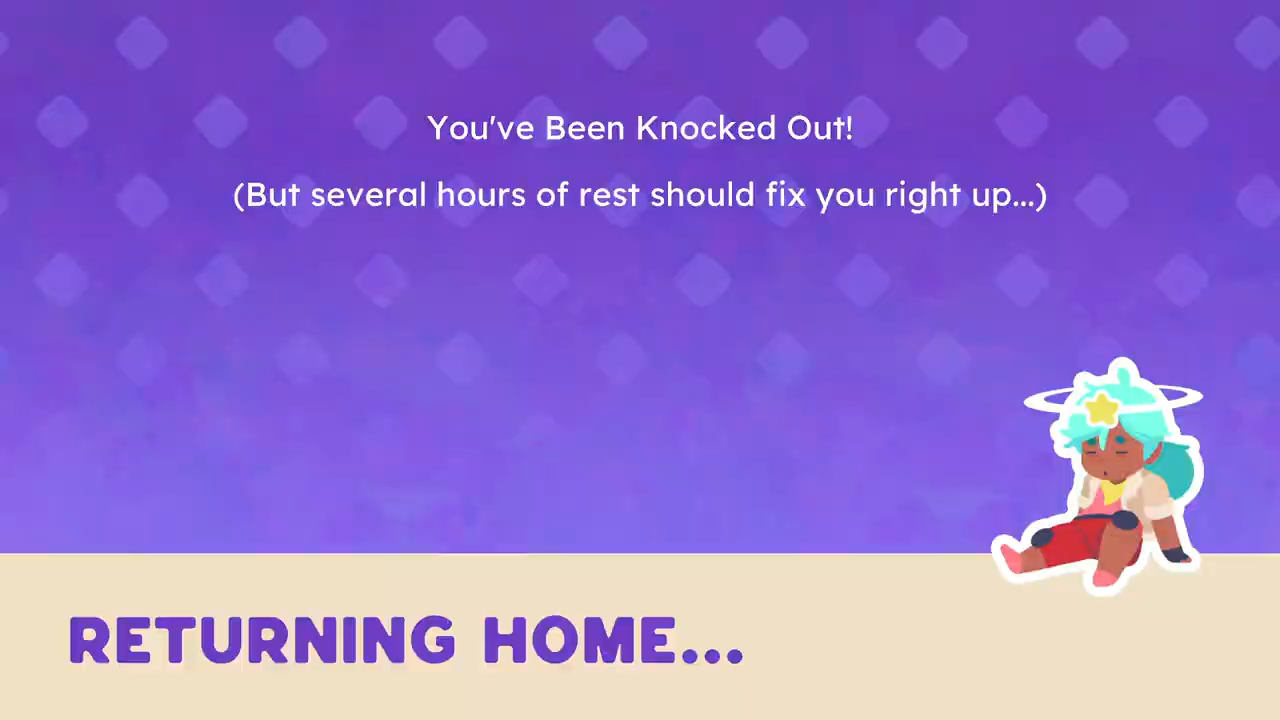 You've Been Knocked Out!
(But several hours of rest should fix you right up...)
RETURNING HOME...